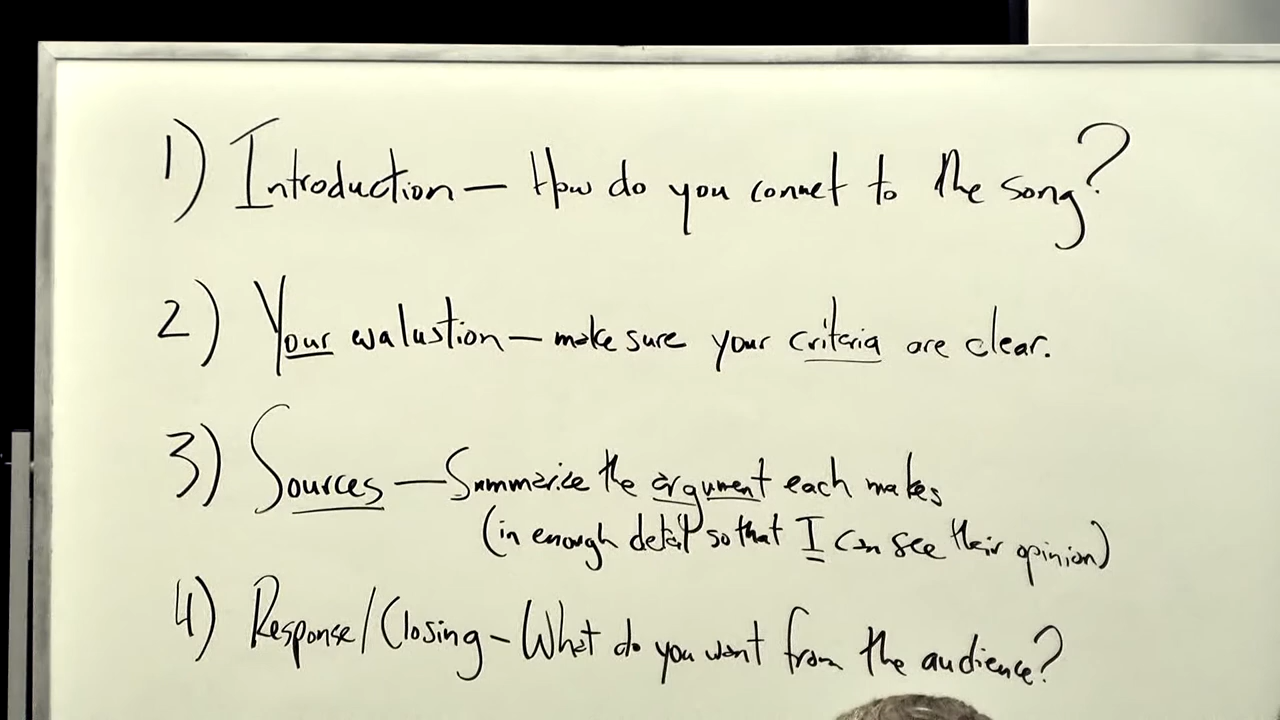 1) Introduction – How do you connect to the song?
2) Your evaluation – make sure your criteria are clear.
3) Sources – Summarize the argument each makes
(in enough detail so that I can see their opinion)
4) Response/Closing – What do you want from the audience?